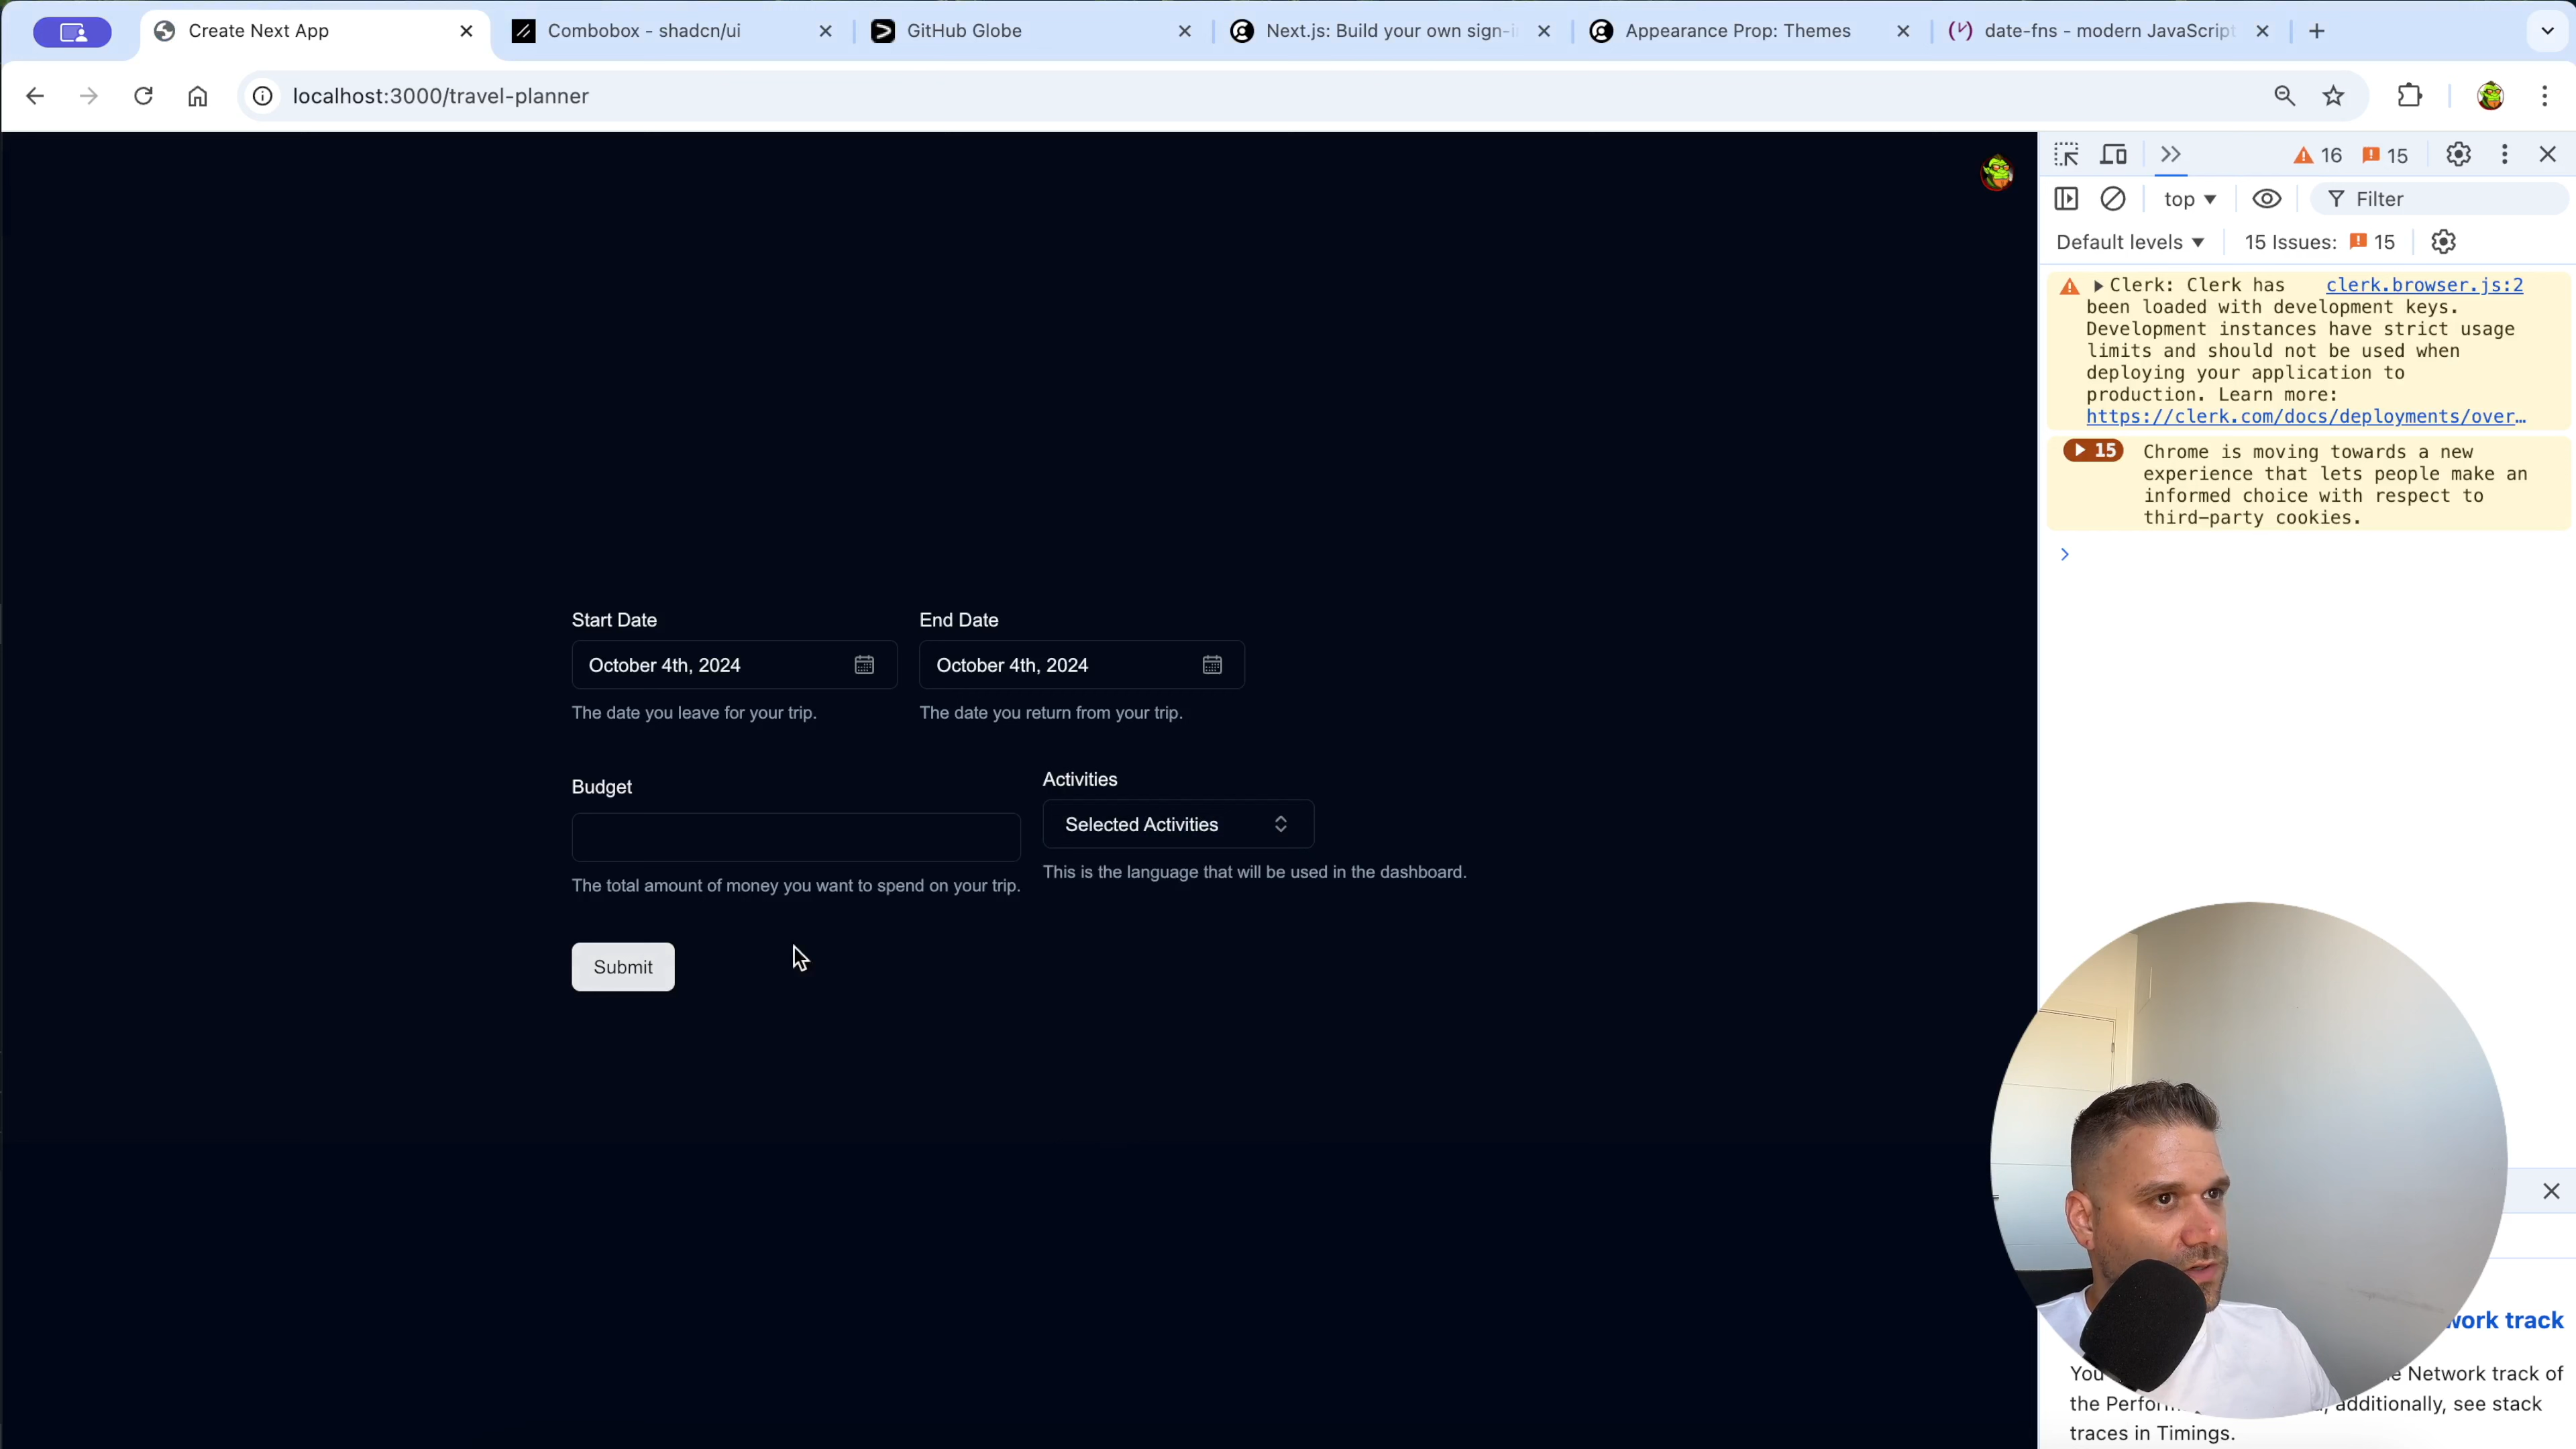 Create Next App
Combobox - shadcn/ui
GitHub Globe
Next.js: Build your own sign-i
Appearance Prop: Themes
date-fns - modern JavaScript
localhost:3000/travel-planner
16
15
top
Filter
Default levels
15 Issues:
15
Clerk: Clerk has clerk.browser.js:2
been loaded with development keys.
Development instances have strict usage
limits and should not be used when
deploying your application to
production. Learn more:
https://clerk.com/docs/deployments/over…
15
Chrome is moving towards a new
experience that lets people make an
informed choice with respect to
third-party cookies.
Start Date
End Date
October 4th, 2024
October 4th, 2024
The date you leave for your trip.
The date you return from your trip.
Budget
Activities
Selected Activities
The total amount of money you want to spend on your trip.
This is the language that will be used in the dashboard.
Submit
work track
You
Network track of
the Perfor
additionally, see stack
traces in Timings.